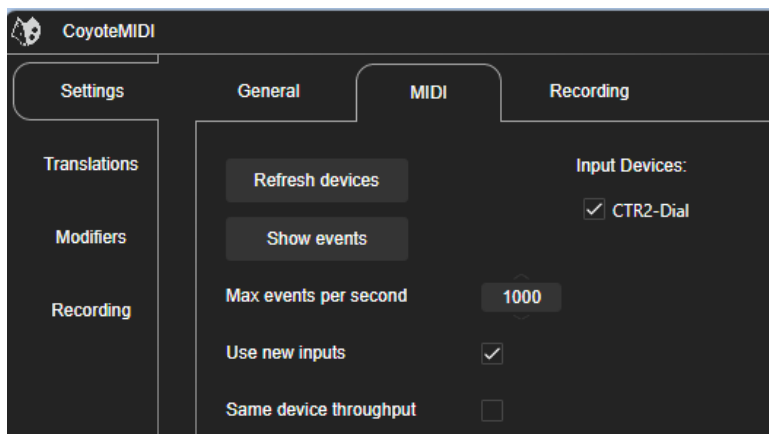 CoyoteMIDI
Settings
General
MIDI
Recording
Translations
Modifiers
Recording
Refresh devices
Show events
Max events per second 1000
Use new inputs
Same device throughput
Input Devices:
CTR2-Dial